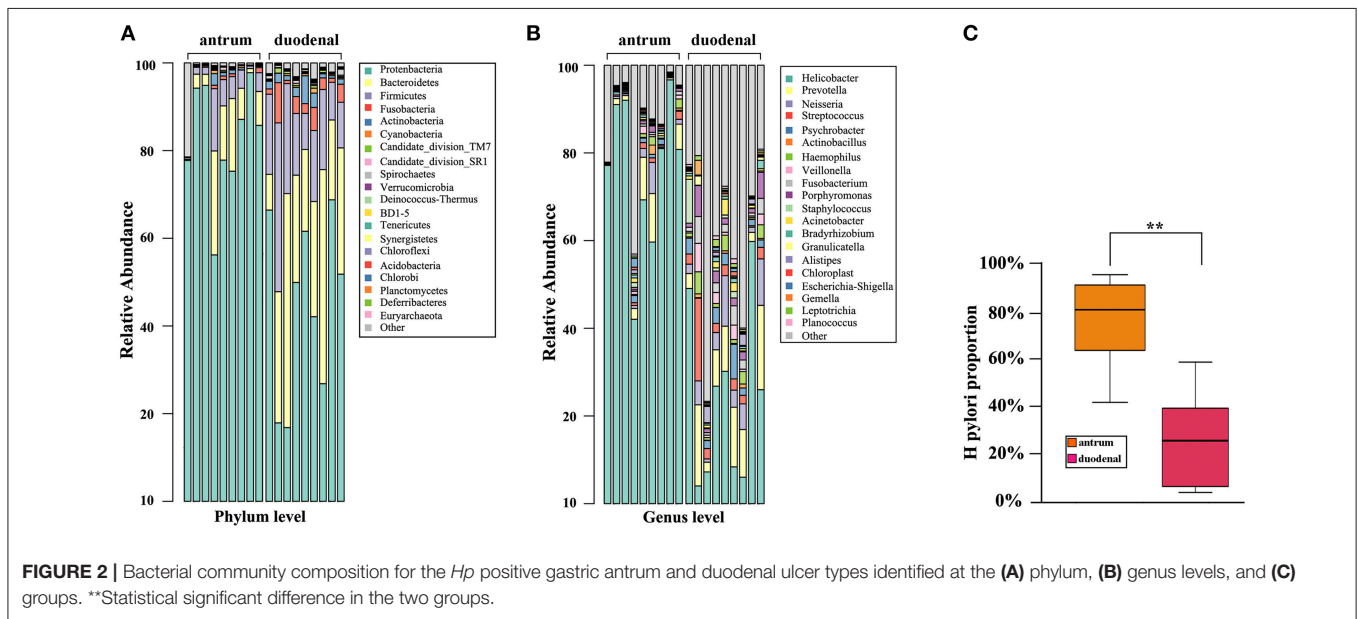 A
antrum
duodenal
100
80
60
40
20
10
Relative Abundance
Phylum level
Protenbacteria
Bacteroidetes
Firmicutes
Fusobacteria
Actinobacteria
Cyanobacteria
Candidate_division_TM7
Candidate_division_SR1
Spirochaetes
Verrucomicrobia
Deinococcus-Thermus
BD1-5
Tenericutes
Synergistetes
Chloroflexi
Acidobacteria
Chlorobi
Planctomycetes
Deferribacteres
Euryarchaeota
Other
B
antrum
duodenal
100
80
60
40
20
10
Relative Abundance
Genus level
Helicobacter
Prevotella
Neisseria
Streptococcus
Psychrobacter
Actinobacillus
Haemophilus
Veillonella
Fusobacterium
Porphyromonas
Staphylococcus
Acinetobacter
Bradyrhizobium
Granulicatella
Alistipes
Chloroplast
Escherichia-Shigella
Gemella
Leptotrichia
Planococcus
Other
C
**
100%
80%
60%
40%
20%
0%
H pylori proportion
antrum
duodenal
FIGURE 2 | Bacterial community composition for the Hp positive gastric antrum and duodenal ulcer types identified at the (A) phylum, (B) genus levels, and (C)
groups. **Statistical significant difference in the two groups.